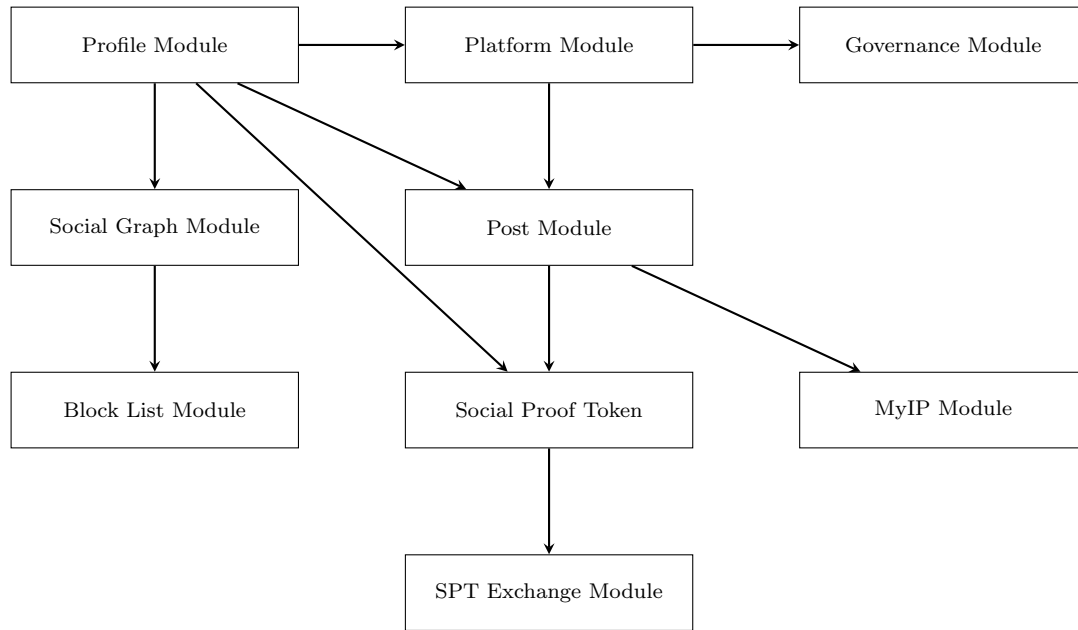 Profile Module
Platform Module
Governance Module
Social Graph Module
Post Module
Block List Module
Social Proof Token
MyIP Module
SPT Exchange Module